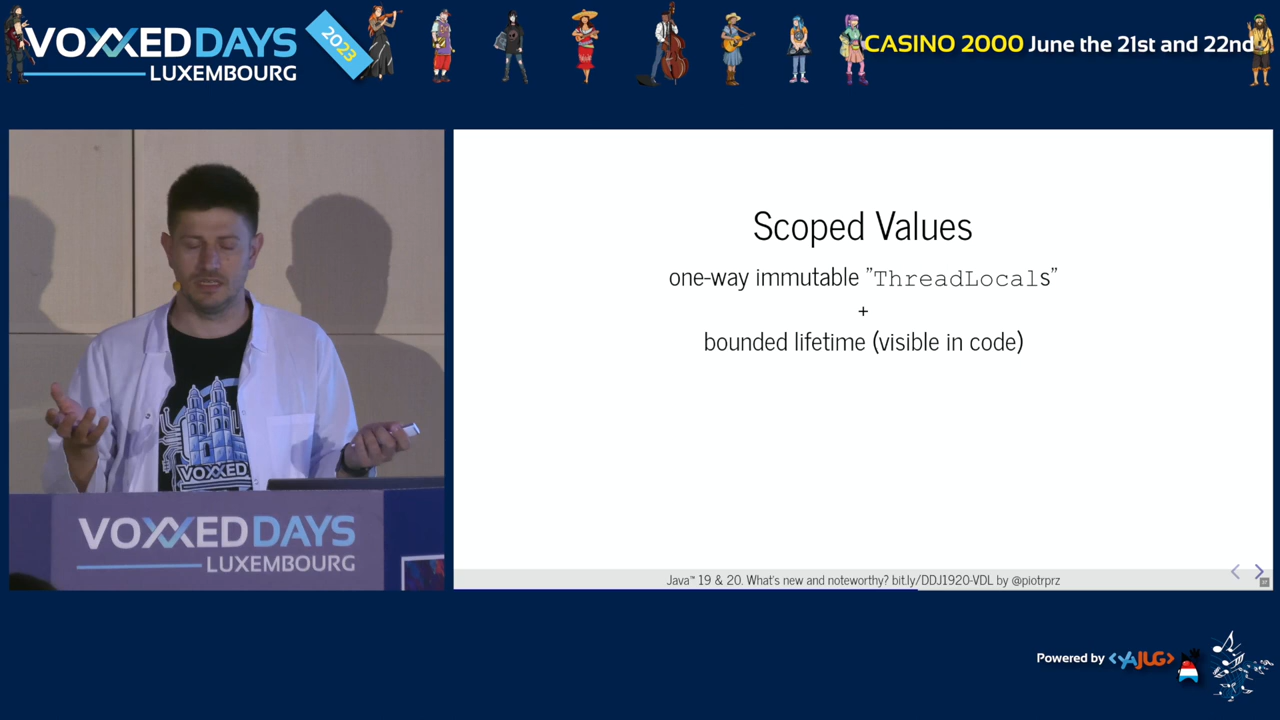 VOXXED DAYS
LUXEMBOURG
2023
CASINO 2000 June the 21st and 22nd
Scoped Values
one-way immutable "ThreadLocals"
+
bounded lifetime (visible in code)
VOXXED
VOXXED DAYS
LUXEMBOURG
Java™ 19 & 20. What's new and noteworthy? bit.ly/DDJ1920-VDL by @piotrprz
37
Powered by <YAJUG>